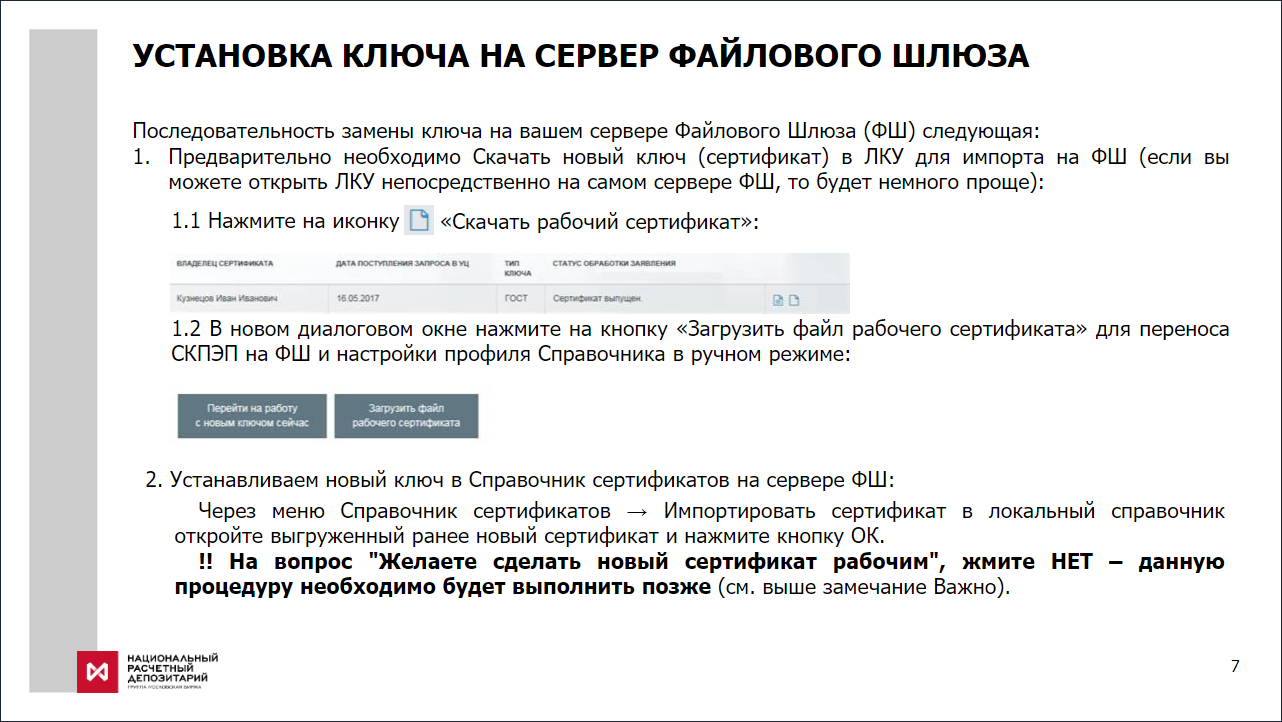 УСТАНОВКА КЛЮЧА НА СЕРВЕР ФАЙЛОВОГО ШЛЮЗА
Последовательность замены ключа на вашем сервере Файлового Шлюза (ФШ) следующая:
1. Предварительно необходимо Скачать новый ключ (сертификат) в ЛКУ для импорта на ФШ (если вы
можете открыть ЛКУ непосредственно на самом сервере ФШ, то будет немного проще):
1.1 Нажмите на иконку «Скачать рабочий сертификат»:
ВЛАДЕЛЕЦ СЕРТИФИКАТА ДАТА ПОСТУПЛЕНИЯ ЗАПРОСА В УЦ ТИП КЛЮЧА СТАТУС ОБРАБОТКИ ЗАЯВЛЕНИЯ
Кузнецов Иван Иванович 16.05.2017 ГОСТ Сертификат выпущен
1.2 В новом диалоговом окне нажмите на кнопку «Загрузить файл рабочего сертификата» для переноса
СКПЭП на ФШ и настройки профиля Справочника в ручном режиме:
Перейти на работу
с новым ключом сейчас
Загрузить файл
рабочего сертификата
2. Устанавливаем новый ключ в Справочник сертификатов на сервере ФШ:
Через меню Справочник сертификатов → Импортировать сертификат в локальный справочник
откройте выгруженный ранее новый сертификат и нажмите кнопку ОК.
!! На вопрос "Желаете сделать новый сертификат рабочим", жмите НЕТ – данную
процедуру необходимо будет выполнить позже (см. выше замечание Важно).
НАЦИОНАЛЬНЫЙ
РАСЧЕТНЫЙ
ДЕПОЗИТАРИЙ
ГРУППА МОСКОВСКАЯ БИРЖА
7